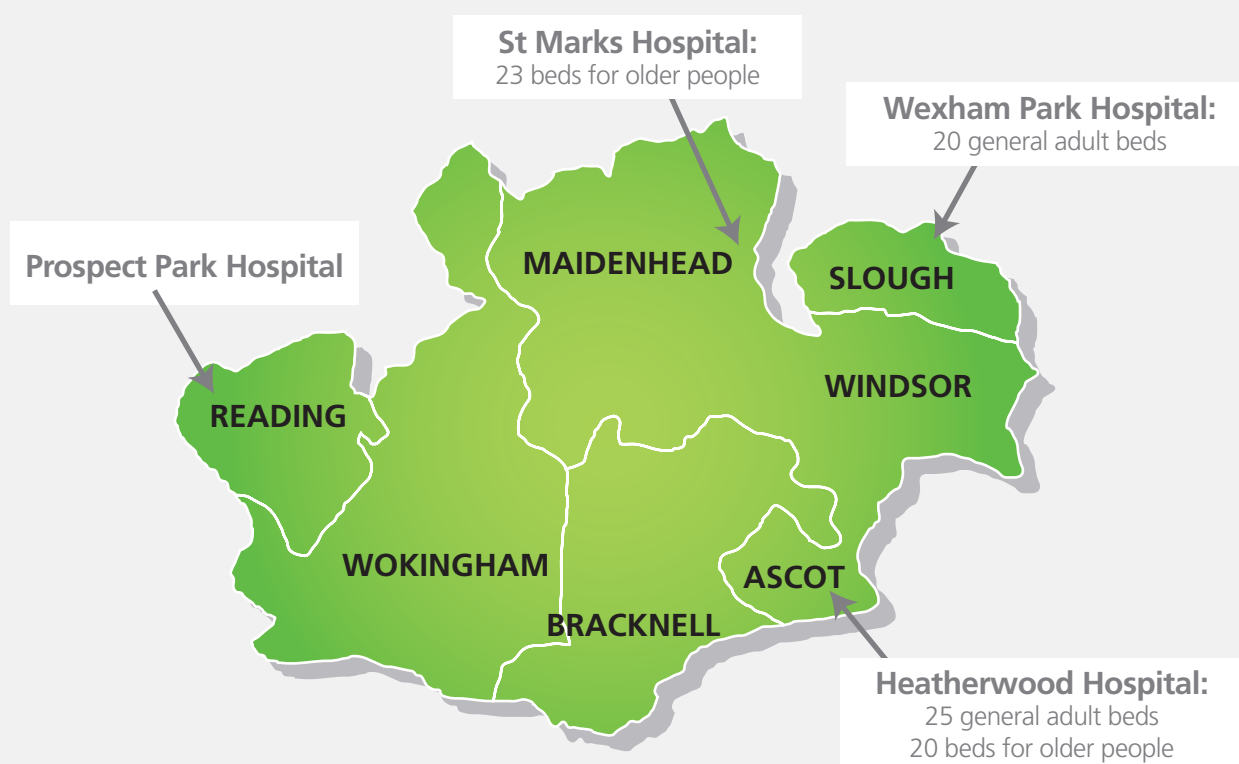 St Marks Hospital:
23 beds for older people
Wexham Park Hospital:
20 general adult beds
Prospect Park Hospital
MAIDENHEAD
SLOUGH
WINDSOR
READING
WOKINGHAM
ASCOT
BRACKNELL
Heatherwood Hospital:
25 general adult beds
20 beds for older people